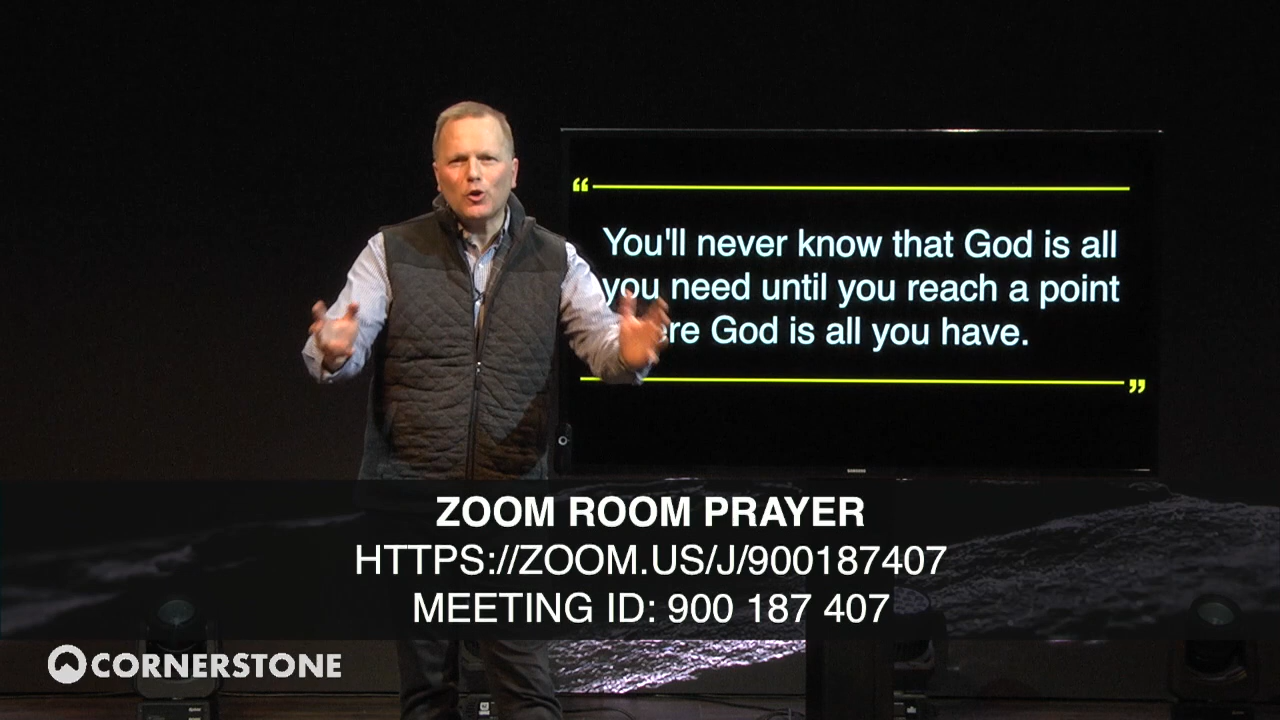 “
You'll never know that God is all
you need until you reach a point
ere God is all you have.
”
ZOOM ROOM PRAYER
HTTPS://ZOOM.US/J/900187407
MEETING ID: 900 187 407
CORNERSTONE